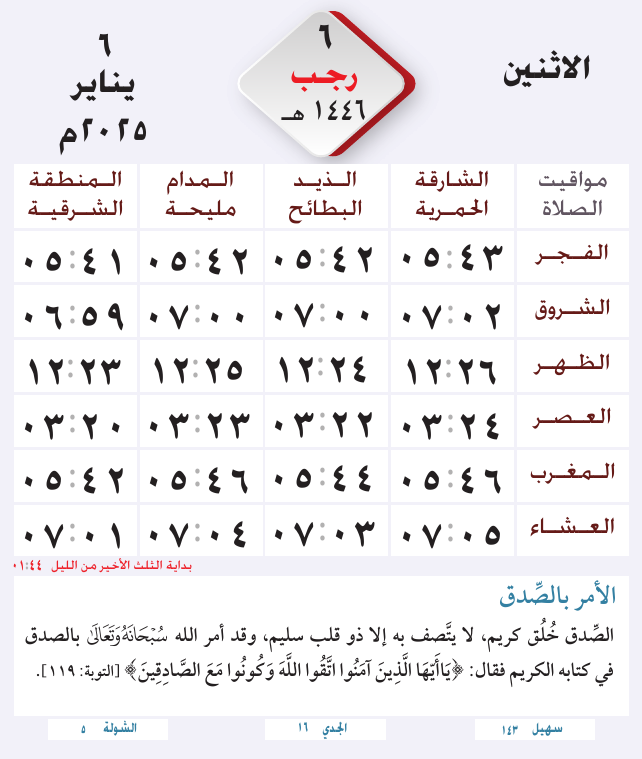 الاثنين
٦
رجب
١٤٤٦ هـ
٦
يناير
٢٠٢٥م
مواقيت الصلاة	الشارقة الحمرية	الذيد البطائح	المدام مليحة	المنطقة الشرقية
الفجر	٠٥:٤٣	٠٥:٤٢	٠٥:٤٢	٠٥:٤١
الشروق	٠٧:٠٢	٠٧:٠٠	٠٧:٠٠	٠٦:٥٩
الظهر	١٢:٢٦	١٢:٢٤	١٢:٢٥	١٢:٢٣
العصر	٠٣:٢٤	٠٣:٢٢	٠٣:٢٣	٠٣:٢٠
المغرب	٠٥:٤٦	٠٥:٤٤	٠٥:٤٦	٠٥:٤٢
العشاء	٠٧:٠٥	٠٧:٠٣	٠٧:٠٤	٠٧:٠١
بداية الثلث الأخير من الليل ٠١:٤٤
الأمر بالصِّدق
الصِّدق خُلُق كريم، لا يتَّصف به إلا ذو قلب سليم، وقد أمر الله سُبْحَانَهُ وَتَعَالَىٰ بالصدق
في كتابه الكريم فقال: ﴿يَاأَيّهَا الَّذِينَ آمَنُوا اتَّقُوا اللَّهَ وَكُونُوا مَعَ الصَّادِقِينَ﴾ [التوبة: ١١٩].
سهيل ١٤٣
الجدي ١٦
الشولة ٥